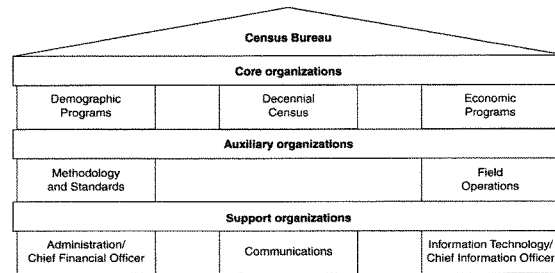 Census Bureau
Core organizations
Demographic
Programs
Decennial
Census
Economic
Programs
Auxiliary organizations
Methodology
and Standards
Field
Operations
Support organizations
Administration/
Chief Financial Officer
Communications
Information Technology/
Chief Information Officer